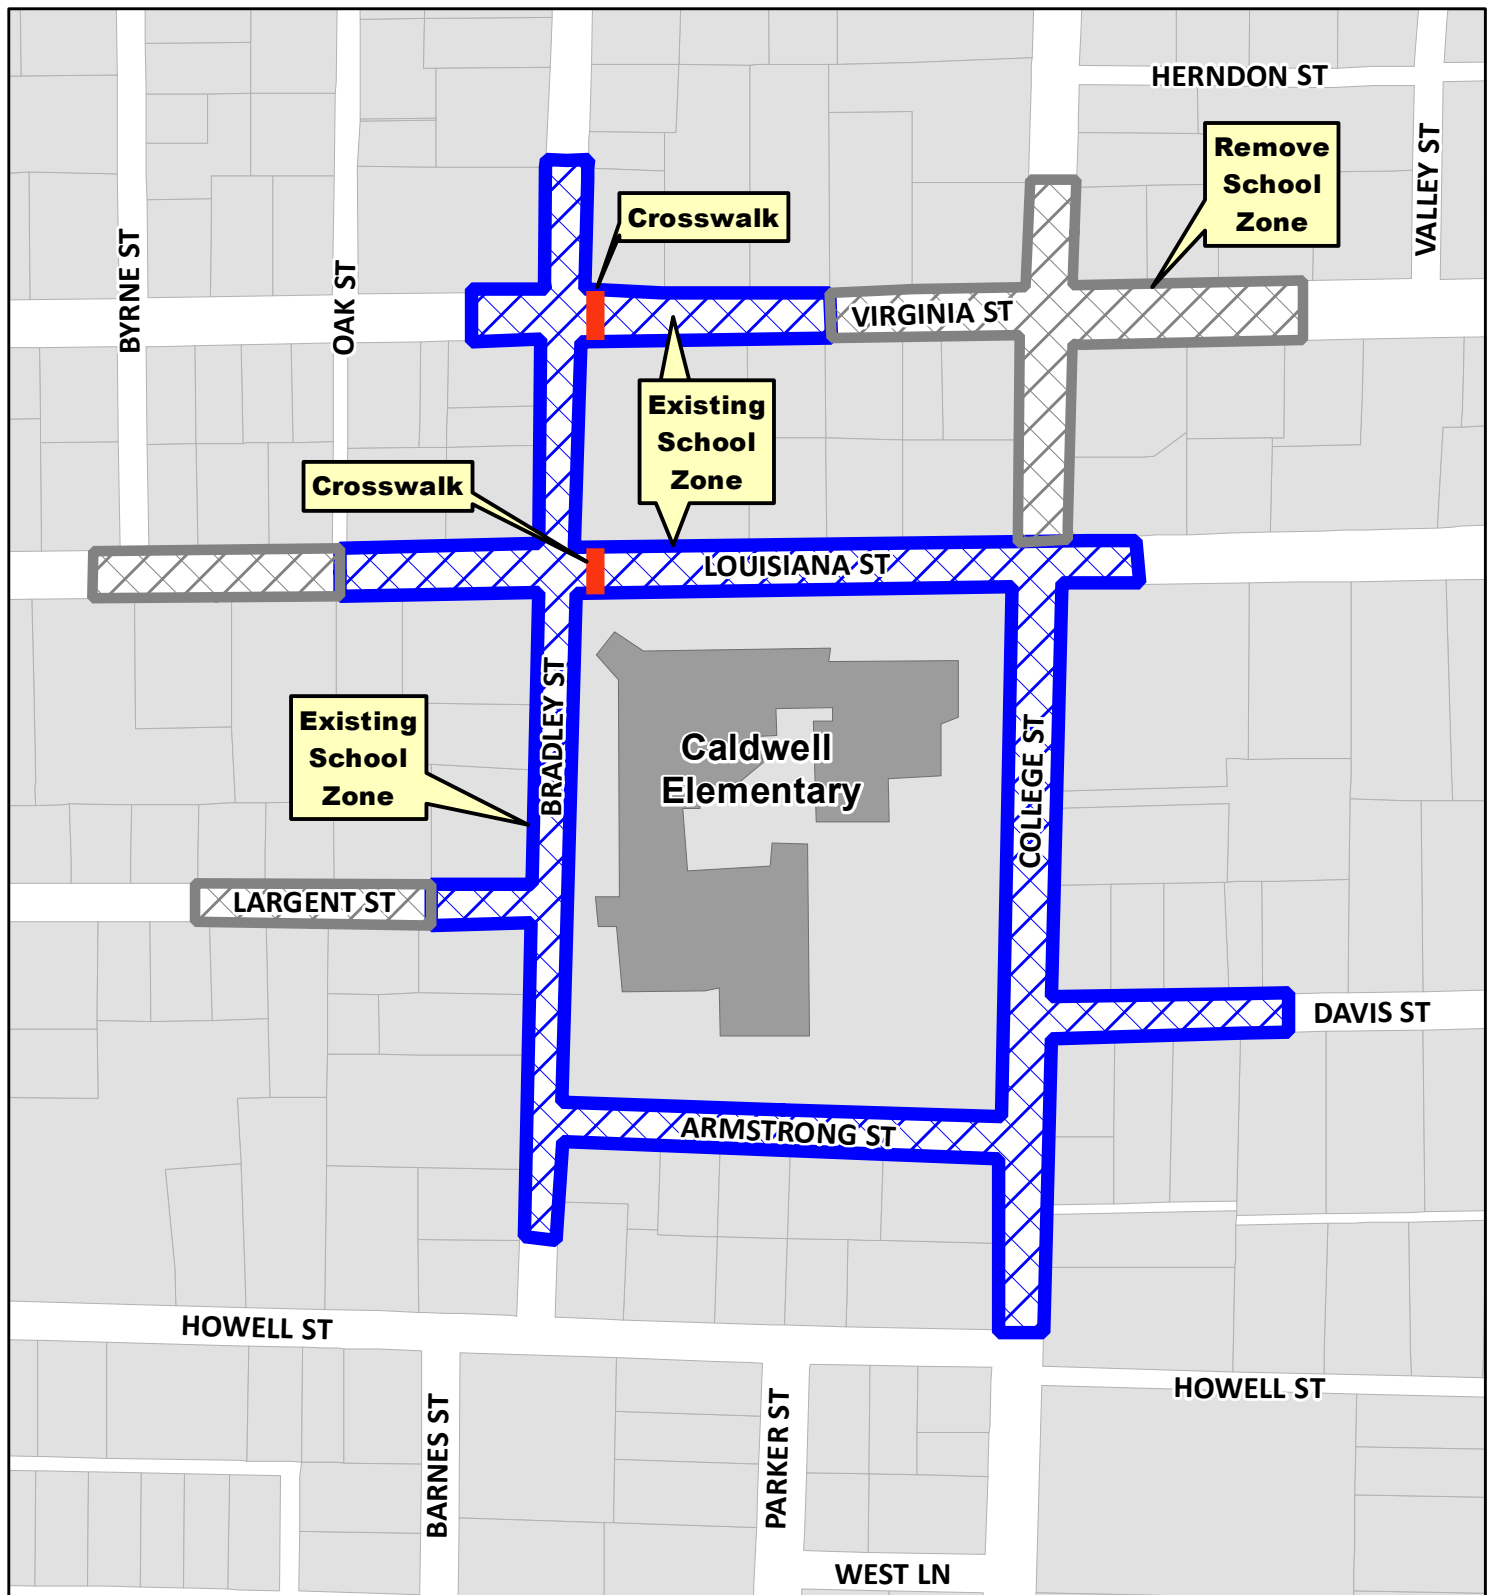 HERNDON ST
Remove
School
Zone
VALLEY ST
Crosswalk
BYRNE ST
OAK ST
VIRGINIA ST
Existing
School
Zone
Crosswalk
LOUISIANA ST
BRADLEY ST
Existing
School
Zone
Caldwell
Elementary
COLLEGE ST
LARGENT ST
DAVIS ST
ARMSTRONG ST
HOWELL ST
HOWELL ST
BARNES ST
PARKER ST
WEST LN